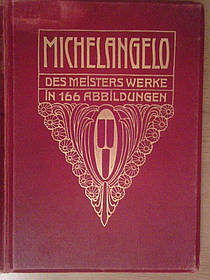 MICHELANGELO
DES MEISTERS WERKE
IN 166 ABBILDUNGEN